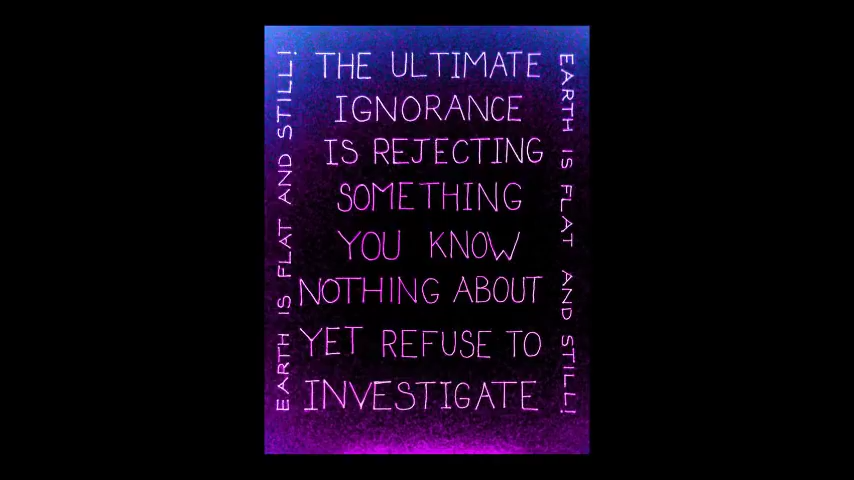 EARTH IS FLAT AND STILL!
THE ULTIMATE
IGNORANCE
IS REJECTING
SOMETHING
YOU KNOW
NOTHING ABOUT
YET REFUSE TO
INVESTIGATE
EARTH IS FLAT AND STILL!